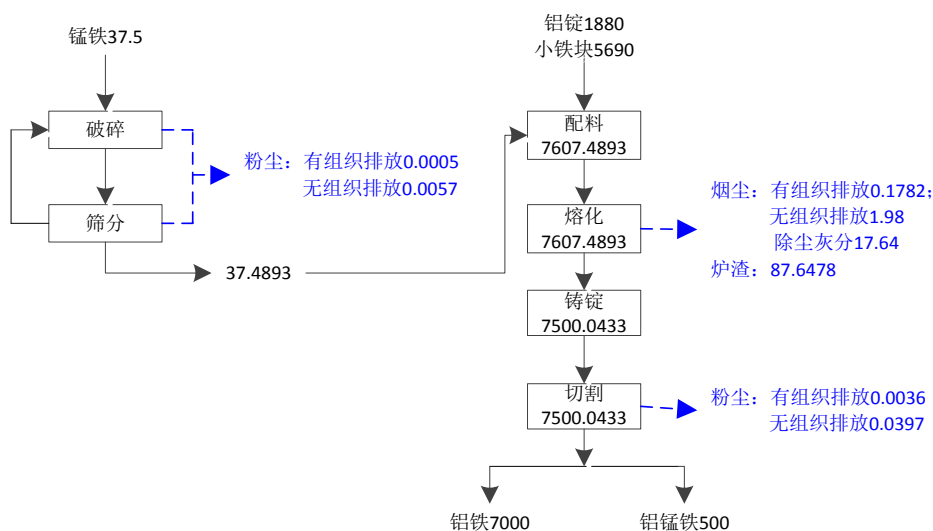 锰铁37.5
破碎
筛分
粉尘：有组织排放0.0005
无组织排放0.0057
37.4893
铝锭1880
小铁块5690
配料
7607.4893
熔化
7607.4893
烟尘：有组织排放0.1782；
无组织排放1.98
除尘灰分17.64
炉渣：87.6478
铸锭
7500.0433
切割
7500.0433
粉尘：有组织排放0.0036
无组织排放0.0397
铝铁7000
铝锰铁500